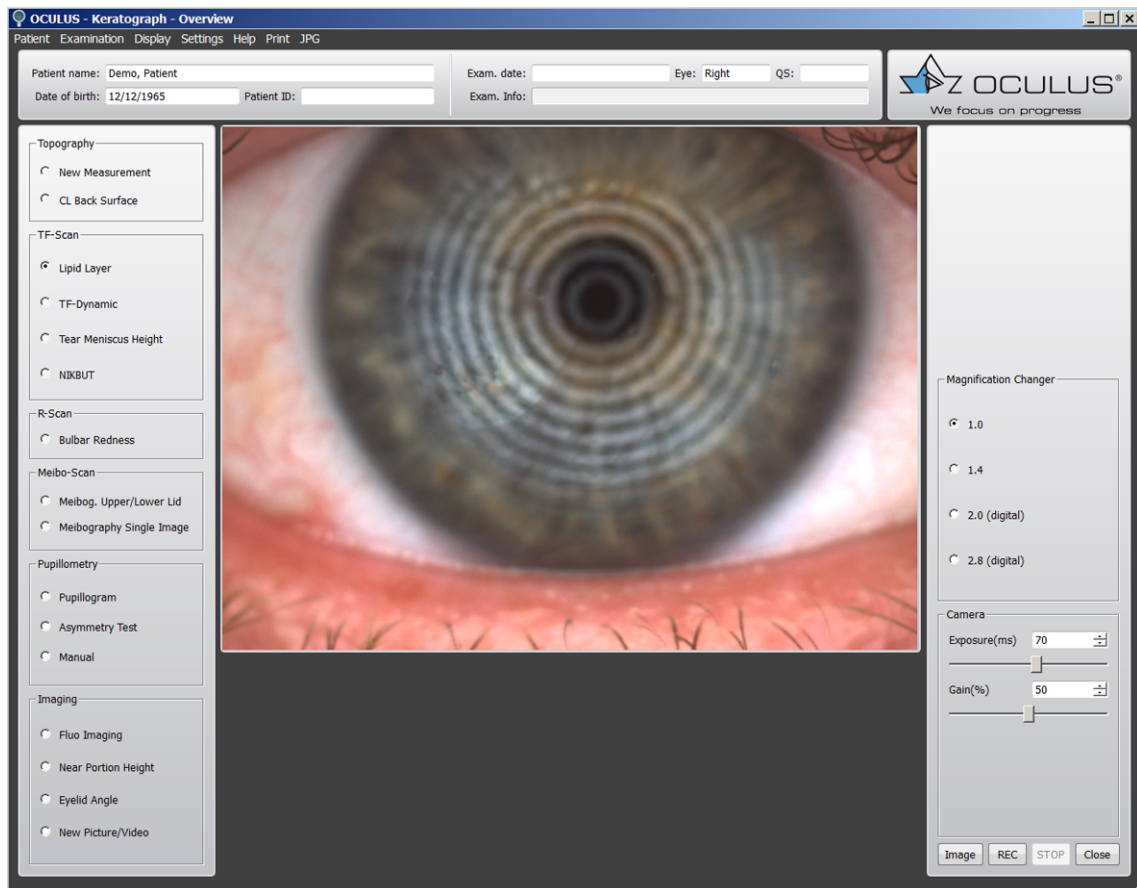 OCULUS - Keratograph - Overview
Patient Examination Display Settings Help Print JPG
Patient name: Demo, Patient
Date of birth: 12/12/1965 Patient ID:
Exam. date: Eye: Right QS:
Exam. Info:
OCULUS®
We focus on progress
Topography
New Measurement
CL Back Surface
TF-Scan
Lipid Layer
TF-Dynamic
Tear Meniscus Height
NIKBUT
R-Scan
Bulbar Redness
Meibo-Scan
Meibog. Upper/Lower Lid
Meibography Single Image
Pupillometry
Pupillogram
Asymmetry Test
Manual
Imaging
Fluo Imaging
Near Portion Height
Eyelid Angle
New Picture/Video
Magnification Changer
1.0
1.4
2.0 (digital)
2.8 (digital)
Camera
Exposure(ms) 70
Gain(%) 50
Image REC STOP Close